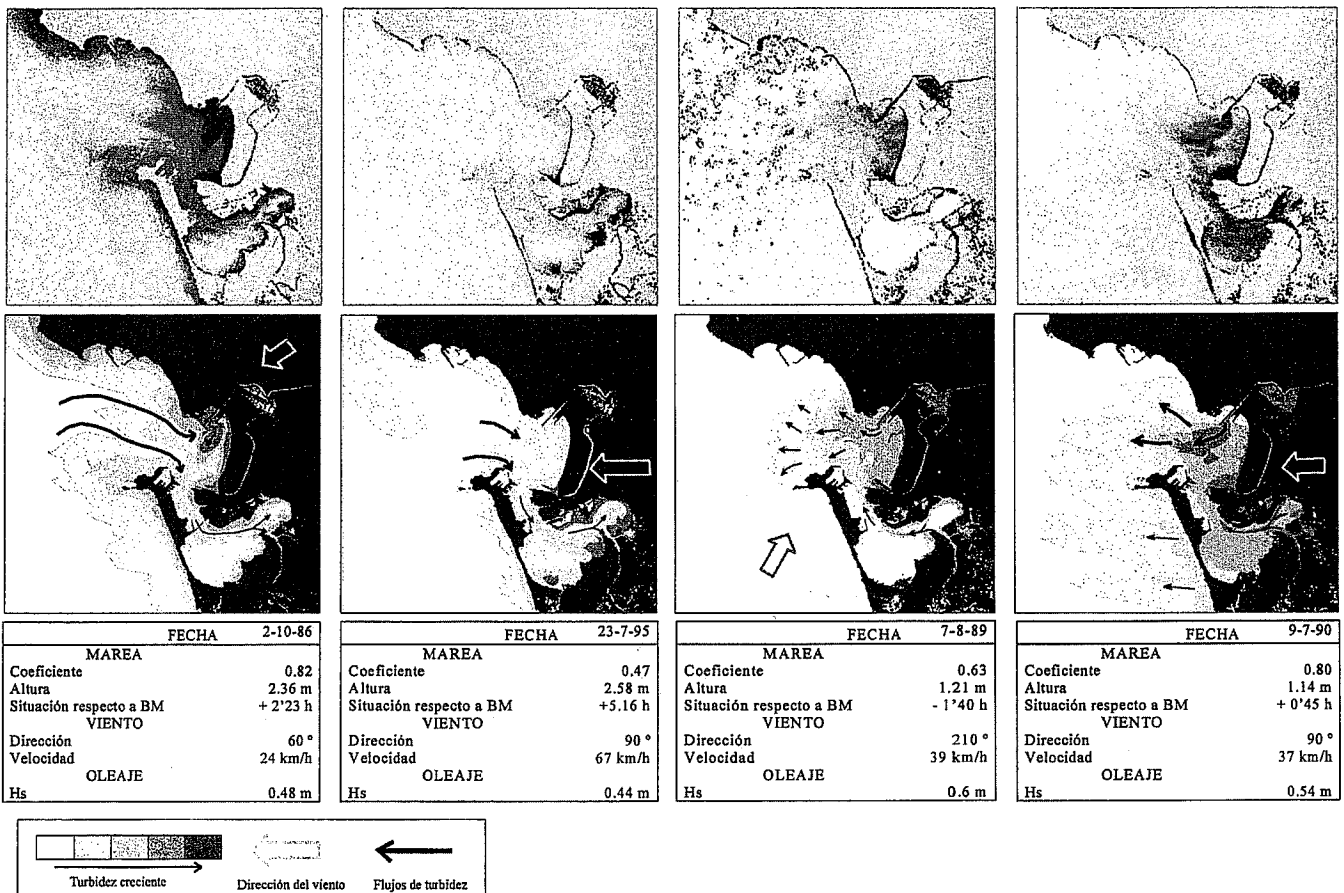 FECHA 2-10-86
MAREA
Coeficiente 0.82
Altura 2.36 m
Situación respecto a BM + 2'23 h
VIENTO
Dirección 60 °
Velocidad 24 km/h
OLEAJE
Hs 0.48 m
FECHA 23-7-95
MAREA
Coeficiente 0,47
Altura 2.58 m
Situación respecto a BM +5.16 h
VIENTO
Dirección 90 °
Velocidad 67 km/h
OLEAJE
Hs 0.44 m
FECHA 7-8-89
MAREA
Coeficiente 0.63
Altura 1.21 m
Situación respecto a BM - 1'40 h
VIENTO
Dirección 210 °
Velocidad 39 km/h
OLEAJE
Hs 0.6 m
FECHA 9-7-90
MAREA
Coeficiente 0.80
Altura 1.14 m
Situación respecto a BM + 0'45 h
VIENTO
Dirección 90 °
Velocidad 37 km/h
OLEAJE
Hs 0.54 m
Turbidez creciente
Dirección del viento
Flujos de turbidez